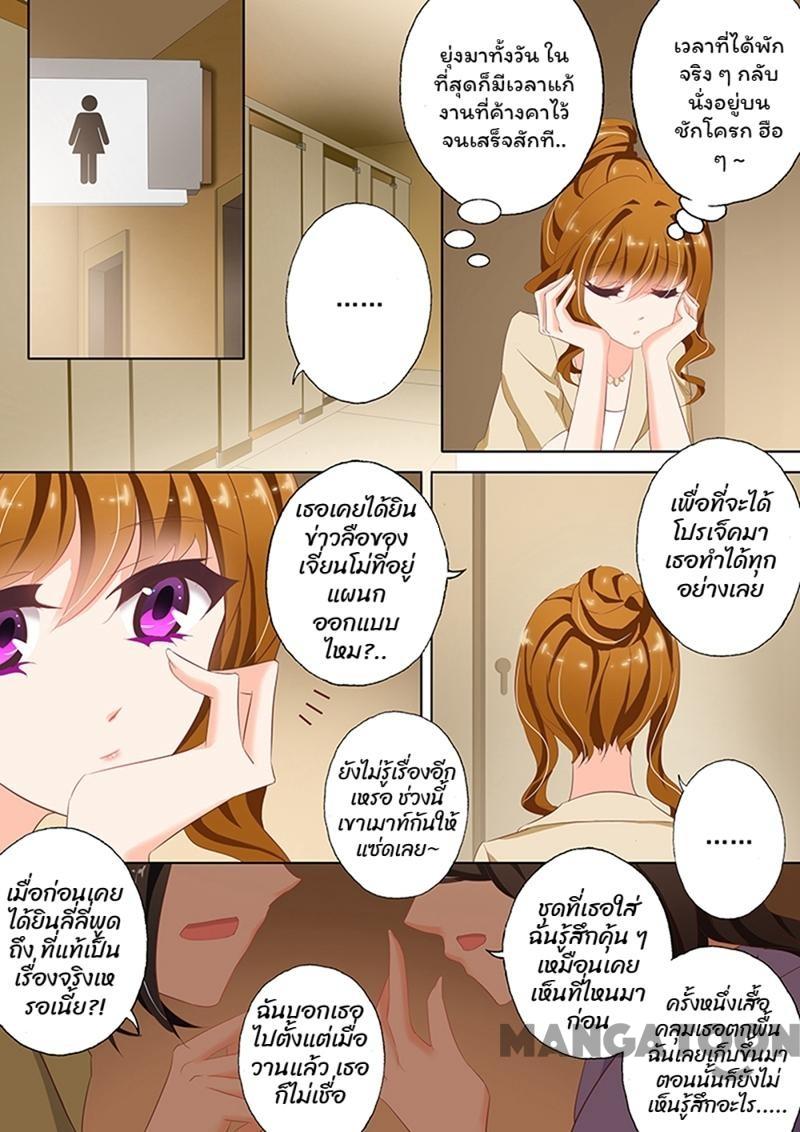 ยุ่งมาทั้งวัน ใน
ที่สุดก็มีเวลาแก้
งานที่ค้างคาไว้
จนเสร็จสักที..
เวลาที่ได้พัก
จริง ๆ กลับ
นั่งอยู่บน
ชักโครก ฮือ
ๆ ~
......
เธอเคยได้ยิน
ข่าวลือของ
เจี่ยนโม่ที่อยู่
แผนก
ออกแบบ
ไหม?..
เพื่อที่จะได้
โปรเจ็คมา
เธอทำได้ทุก
อย่างเลย
ยังไม่รู้เรื่องอีก
เหรอ ช่วงนี้
เขาเมาท์กันให้
แซ่ดเลย~
......
เมื่อก่อนเคย
ได้ยินลี่ลี่พูด
ถึง ที่แท้เป็น
เรื่องจริงเห
รอเนี้ย?!
ฉันบอกเธอ
ไปตั้งแต่เมื่อ
วานแล้ว เธอ
ก็ไม่เชื่อ
ชุดที่เธอใส่
ฉันรู้สึกคุ้น ๆ
เหมือนเคย
เห็นที่ไหนมา
ก่อน
ครั้งหนึ่งเสื้อ
คลุมเธอตกพื้น
ฉันเลยเก็บขึ้นมา
ตอนนั้นก็ยังไม่
เห็นรู้สึกอะไร.....
MANGATOON